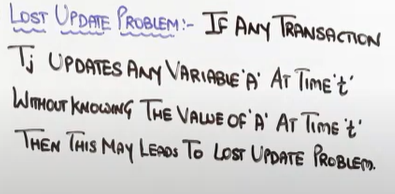 LOST UPDATE PROBLEM:- IF ANY TRANSACTION
Tj UPDATES ANY VARIABLE 'A' AT TIME 't'
WITHOUT KNOWING THE VALUE OF 'A' AT TIME 't'
THEN THIS MAY LEADS TO LOST UPDATE PROBLEM.